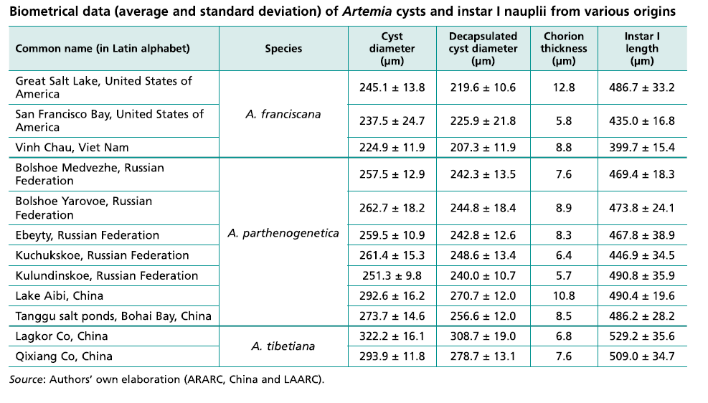 Biometrical data (average and standard deviation) of Artemia cysts and instar I nauplii from various origins
Common name (in Latin alphabet) Species Cyst diameter (µm) Decapsulated cyst diameter (µm) Chorion thickness (µm) Instar I length (µm)
Great Salt Lake, United States of America A. franciscana 245.1 ± 13.8 219.6 ± 10.6 12.8 486.7 ± 33.2
San Francisco Bay, United States of America 237.5 ± 24.7 225.9 ± 21.8 5.8 435.0 ± 16.8
Vinh Chau, Viet Nam 224.9 ± 11.9 207.3 ± 11.9 8.8 399.7 ± 15.4
Bolshoe Medvezhe, Russian Federation A. parthenogenetica 257.5 ± 12.9 242.3 ± 13.5 7.6 469.4 ± 18.3
Bolshoe Yarovoe, Russian Federation 262.7 ± 18.2 244.8 ± 18.4 8.9 473.8 ± 24.1
Ebeyty, Russian Federation 259.5 ± 10.9 242.8 ± 12.6 8.3 467.8 ± 38.9
Kuchukskoe, Russian Federation 261.4 ± 15.3 248.6 ± 13.4 6.4 446.9 ± 34.5
Kulundinskoe, Russian Federation 251.3 ± 9.8 240.0 ± 10.7 5.7 490.8 ± 35.9
Lake Aibi, China 292.6 ± 16.2 270.7 ± 12.0 10.8 490.4 ± 19.6
Tanggu salt ponds, Bohai Bay, China 273.7 ± 14.6 256.6 ± 12.0 8.5 486.2 ± 28.2
Lagkor Co, China A. tibetiana 322.2 ± 16.1 308.7 ± 19.0 6.8 529.2 ± 35.6
Qixiang Co, China 293.9 ± 11.8 278.7 ± 13.1 7.6 509.0 ± 34.7
Source: Authors' own elaboration (ARARC, China and LAARC).